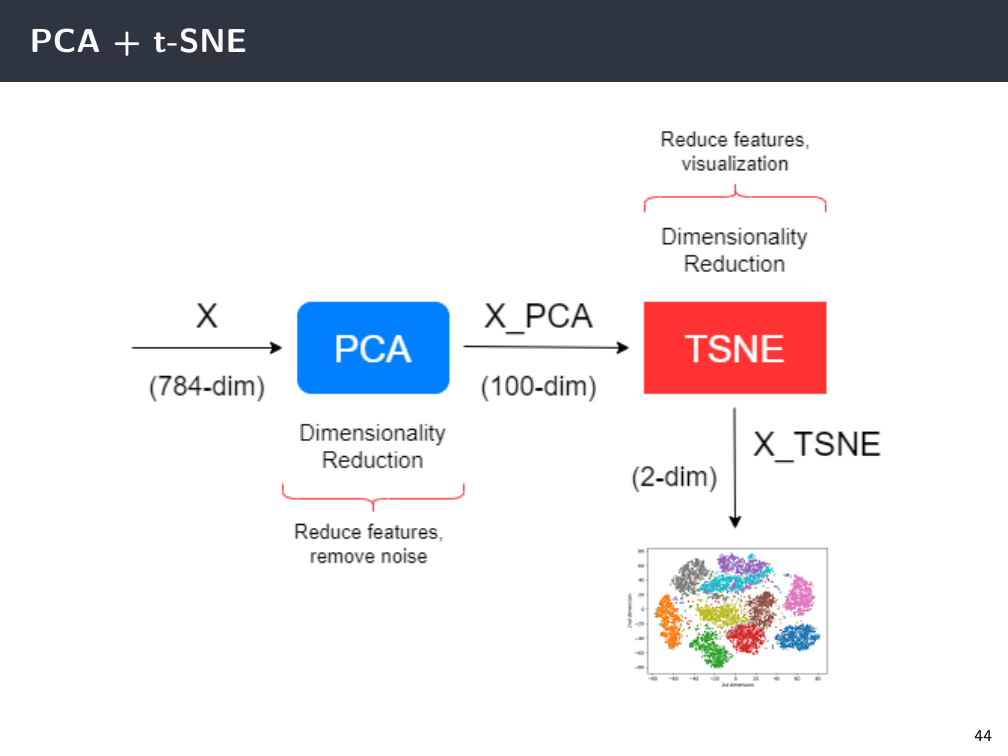 PCA + t-SNE
Reduce features,
visualization
Dimensionality
Reduction
X
(784-dim)
PCA
X_PCA
(100-dim)
TSNE
Dimensionality
Reduction
Reduce features,
remove noise
(2-dim)
X_TSNE
44